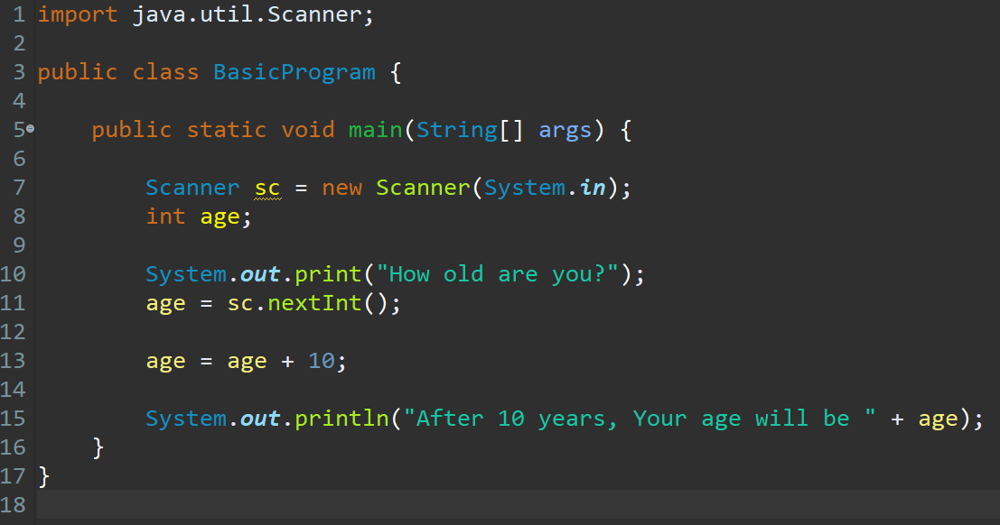 1 import java.util.Scanner;
2
3 public class BasicProgram {
4
5     public static void main(String[] args) {
6
7         Scanner sc = new Scanner(System.in);
8         int age;
9
10         System.out.print("How old are you?");
11         age = sc.nextInt();
12
13         age = age + 10;
14
15         System.out.println("After 10 years, Your age will be " + age);
16     }
17 }
18